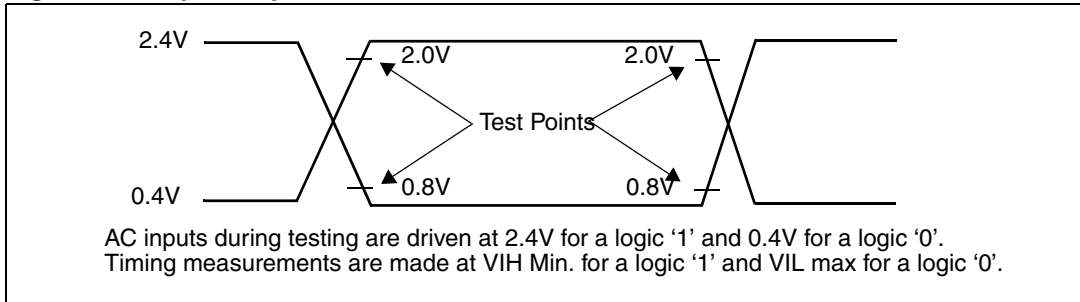 2.4V
2.0V 2.0V
Test Points
0.4V 0.8V 0.8V
AC inputs during testing are driven at 2.4V for a logic ‘1’ and 0.4V for a logic ‘0’.
Timing measurements are made at VIH Min. for a logic ‘1’ and VIL max for a logic ‘0’.